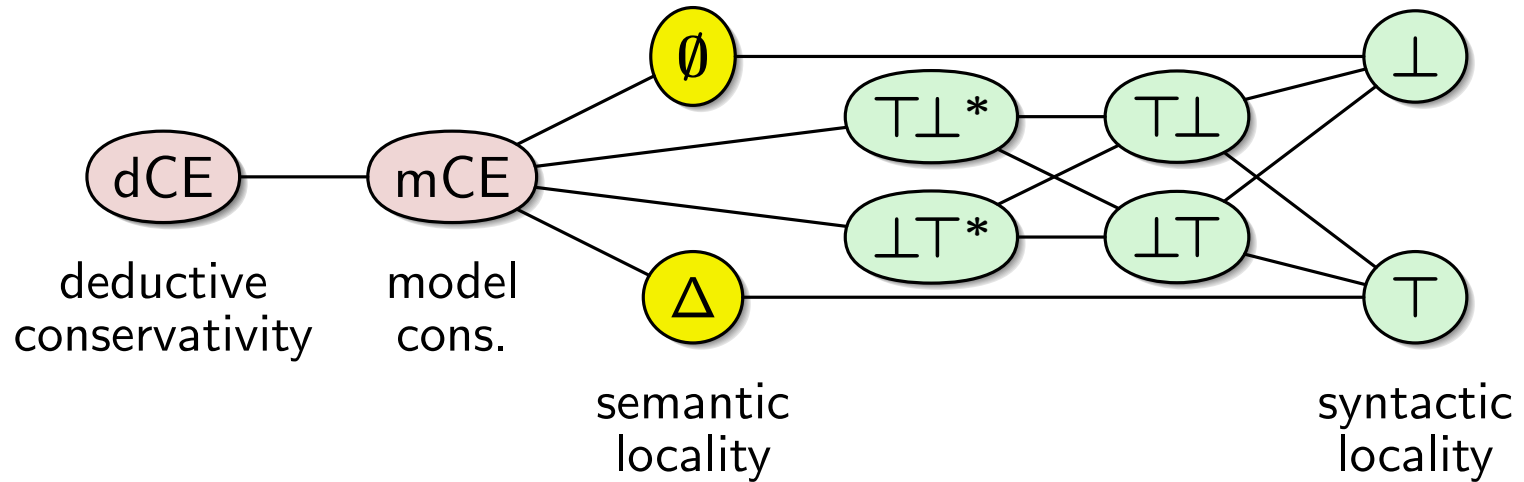 ∅
⊥
⊤⊥*
⊤⊥
dCE
mCE
⊥⊤*
⊥⊤
Δ
⊤
deductive
conservativity
model
cons.
semantic
locality
syntactic
locality